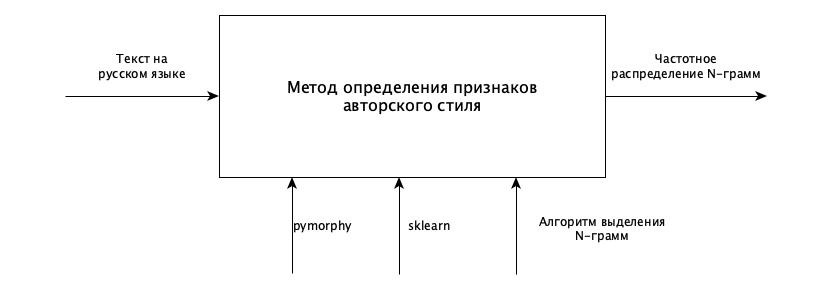 Текст на
русском языке
Метод определения признаков
авторского стиля
Частотное
распределение N-грамм
pymorphy
sklearn
Алгоритм выделения
N-грамм